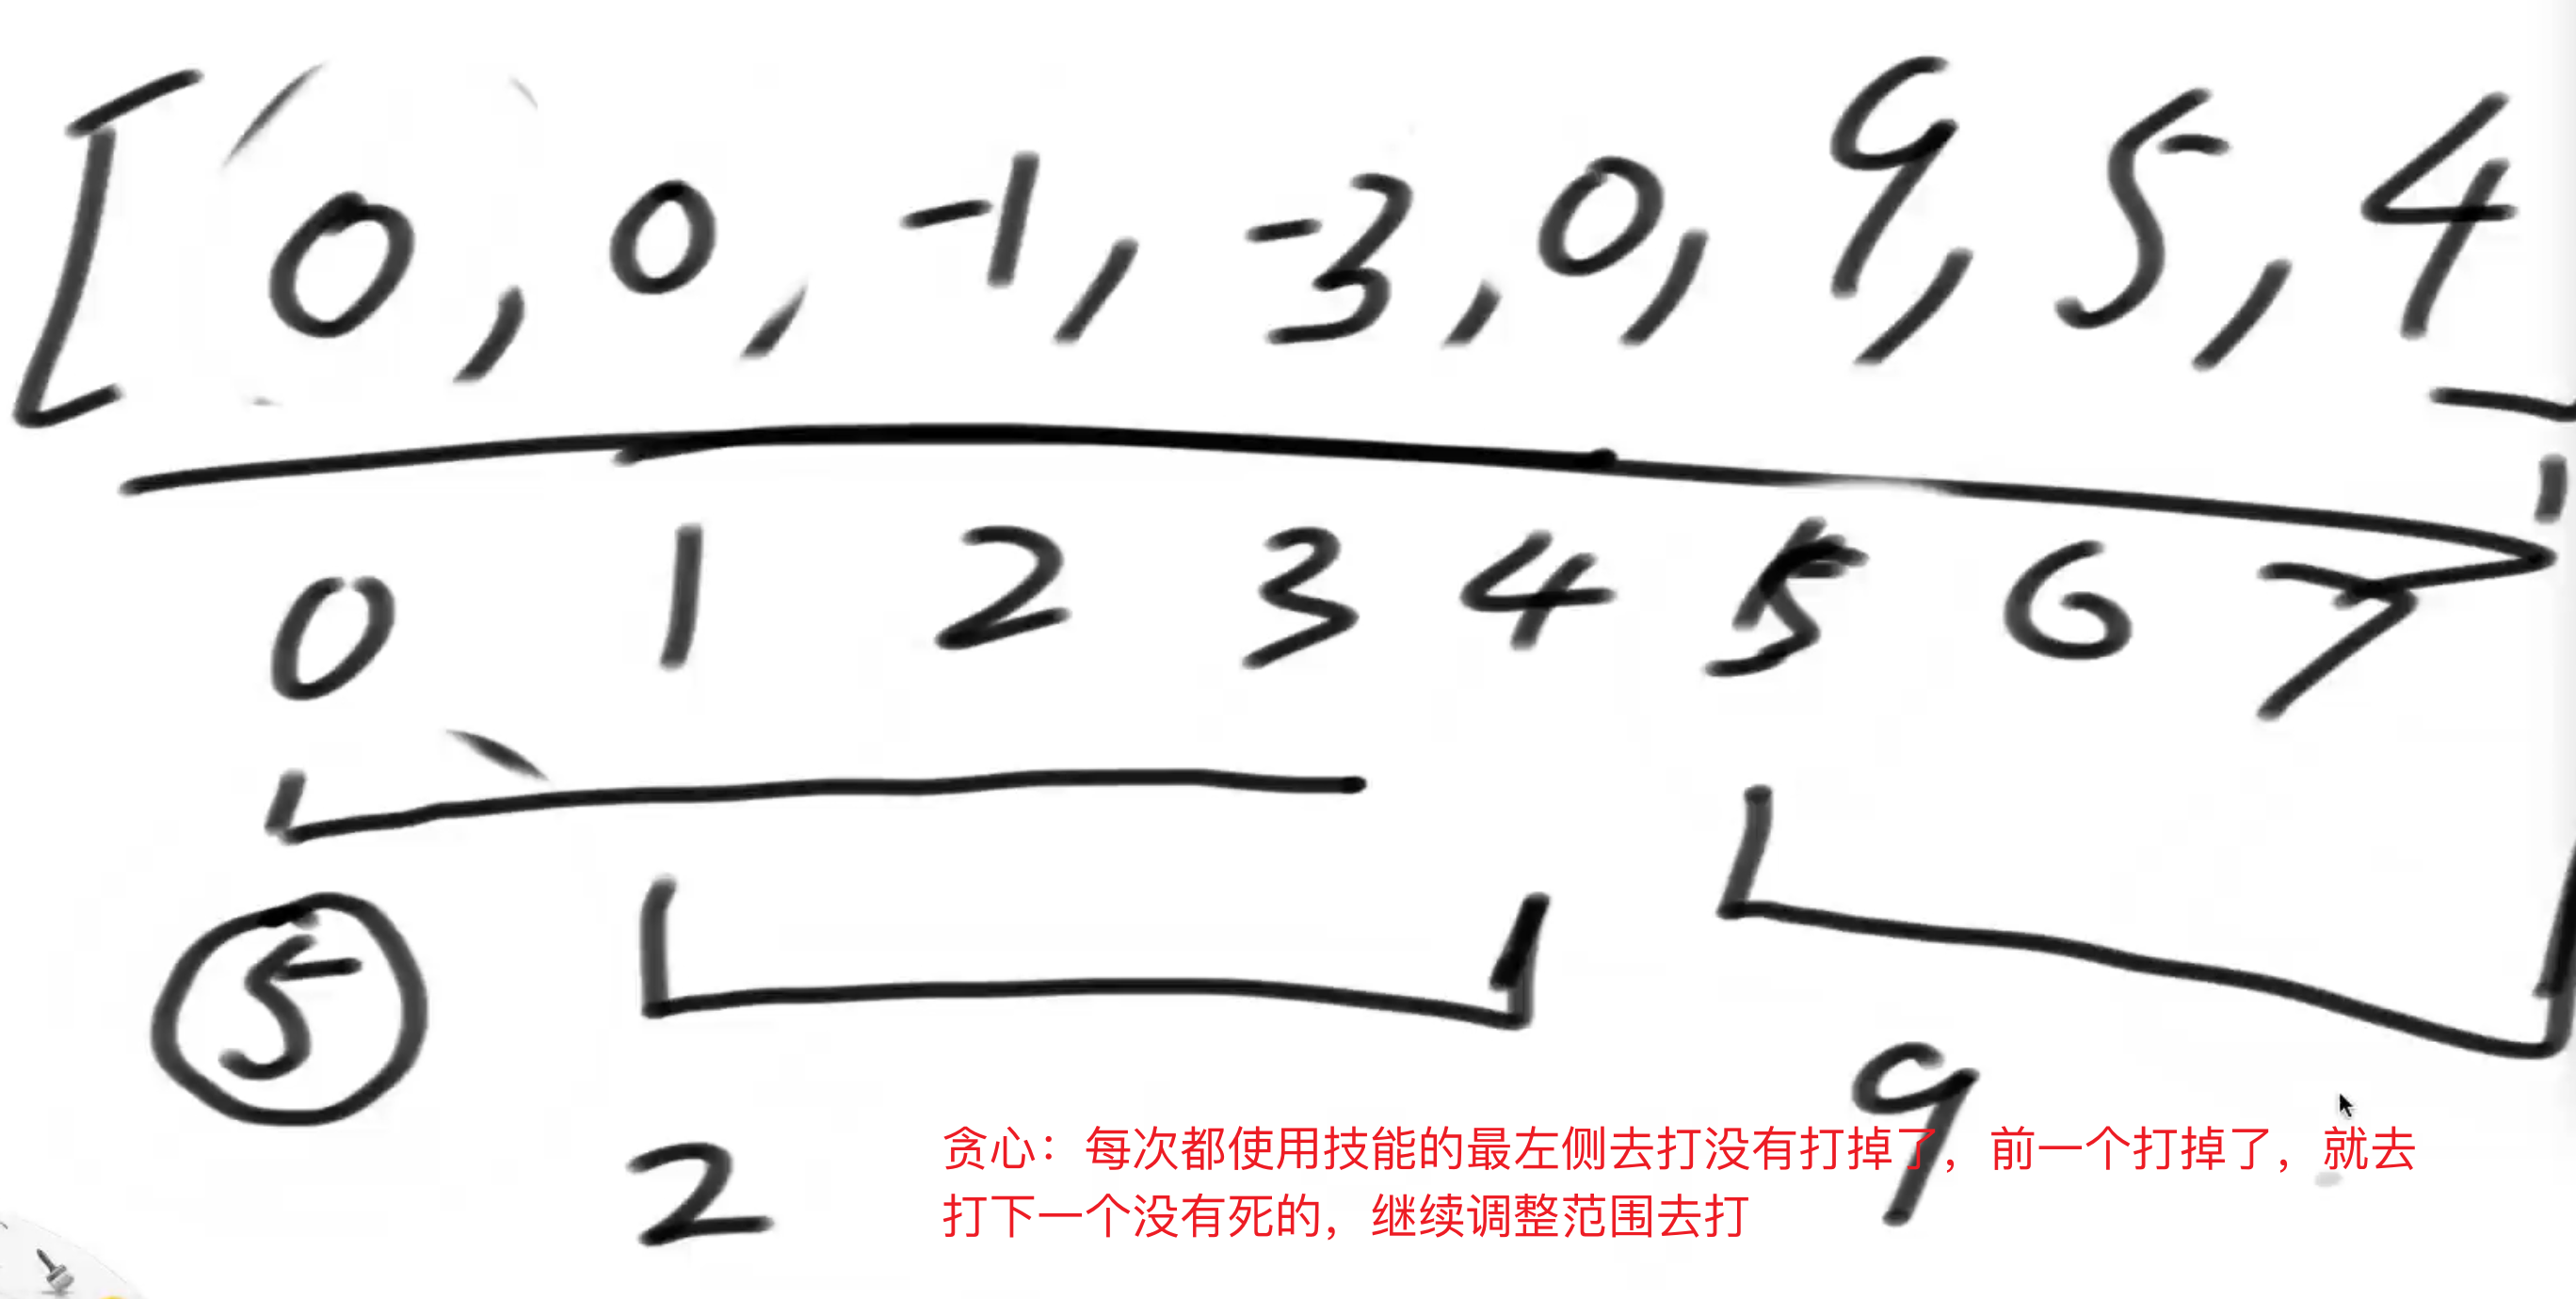 [0,0,-1,-3,0,9,5,4]
0 1 2 3 4 5 6 7
5
2
9
贪心：每次都使用技能的最左侧去打没有打掉了，前一个打掉了，就去
打下一个没有死的，继续调整范围去打